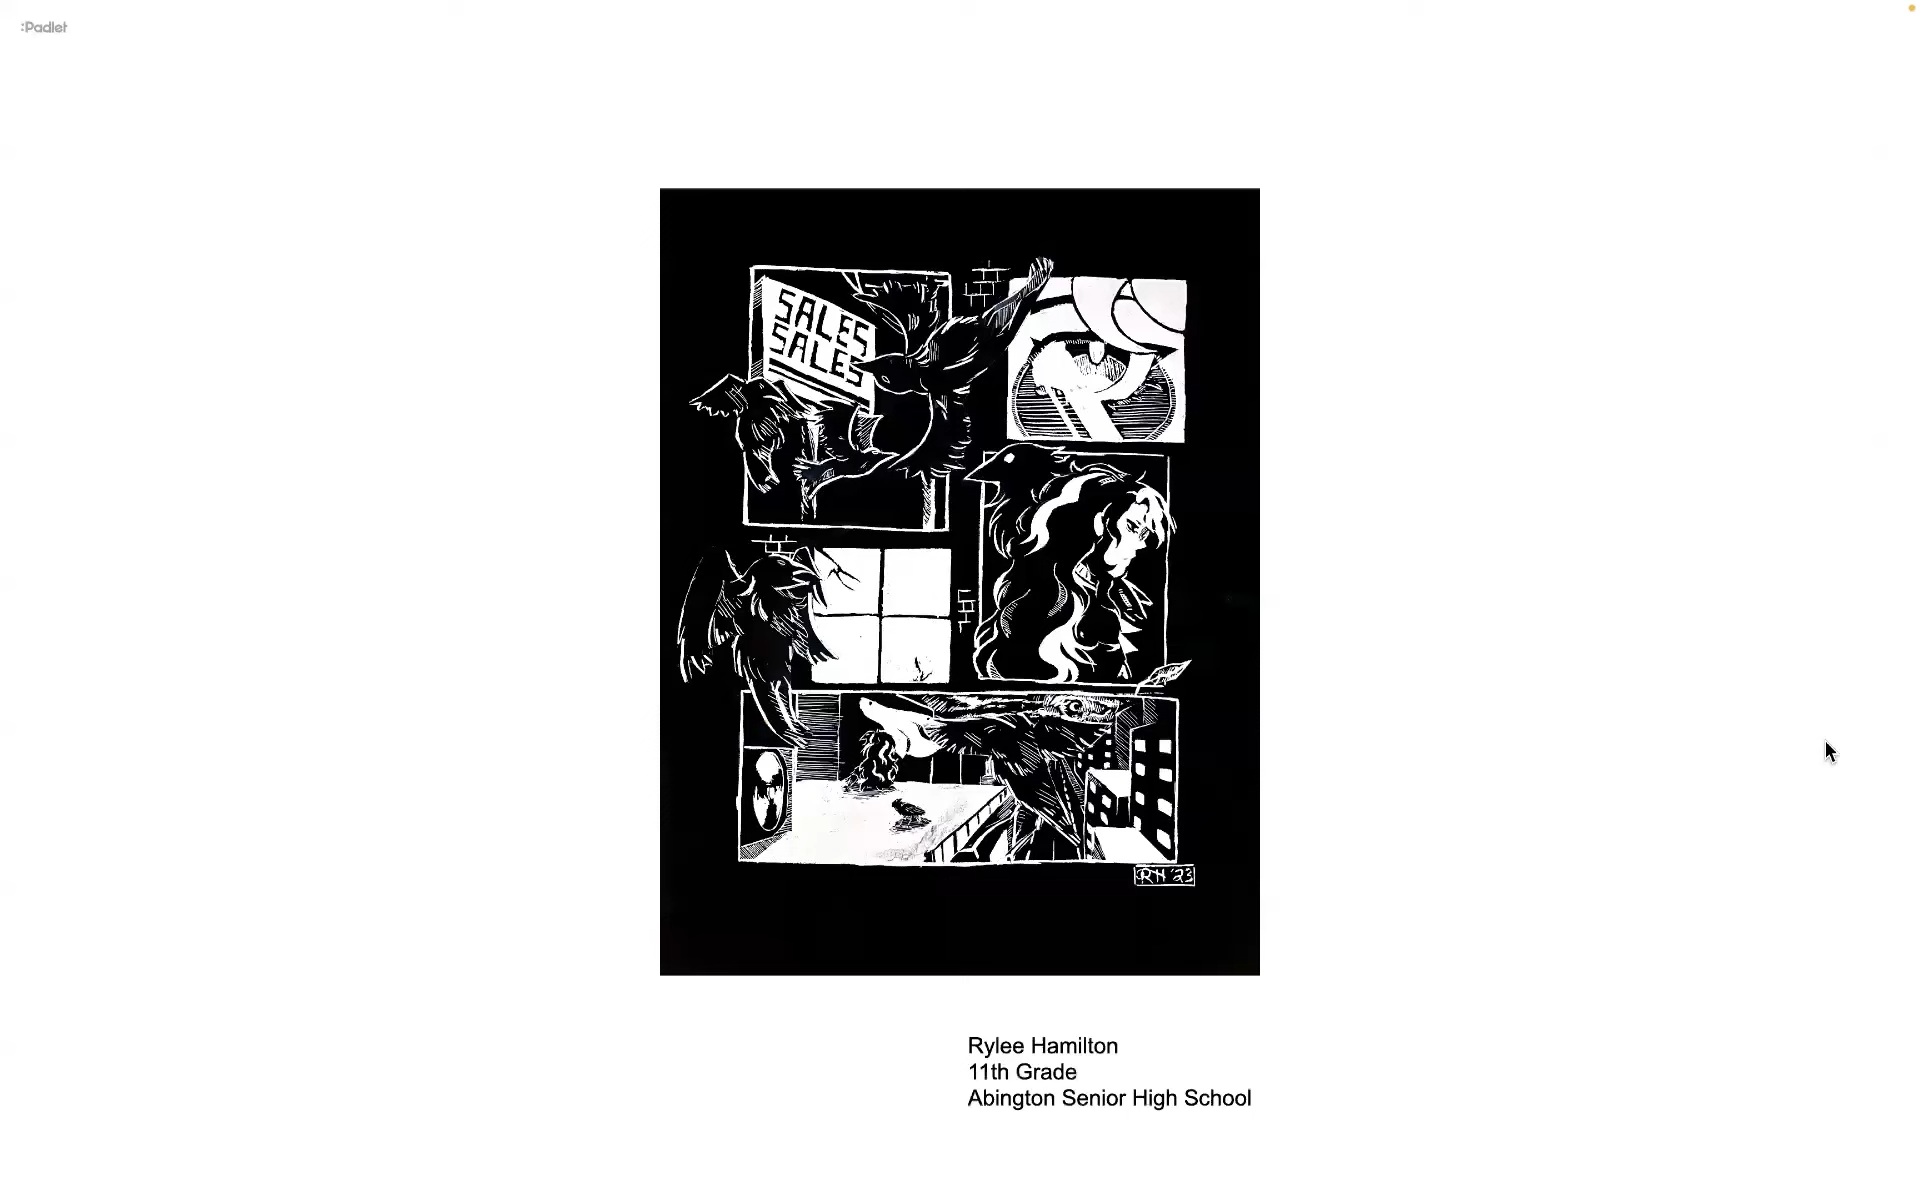 :Padlet
SALES
SALES
RH '23
Rylee Hamilton
11th Grade
Abington Senior High School